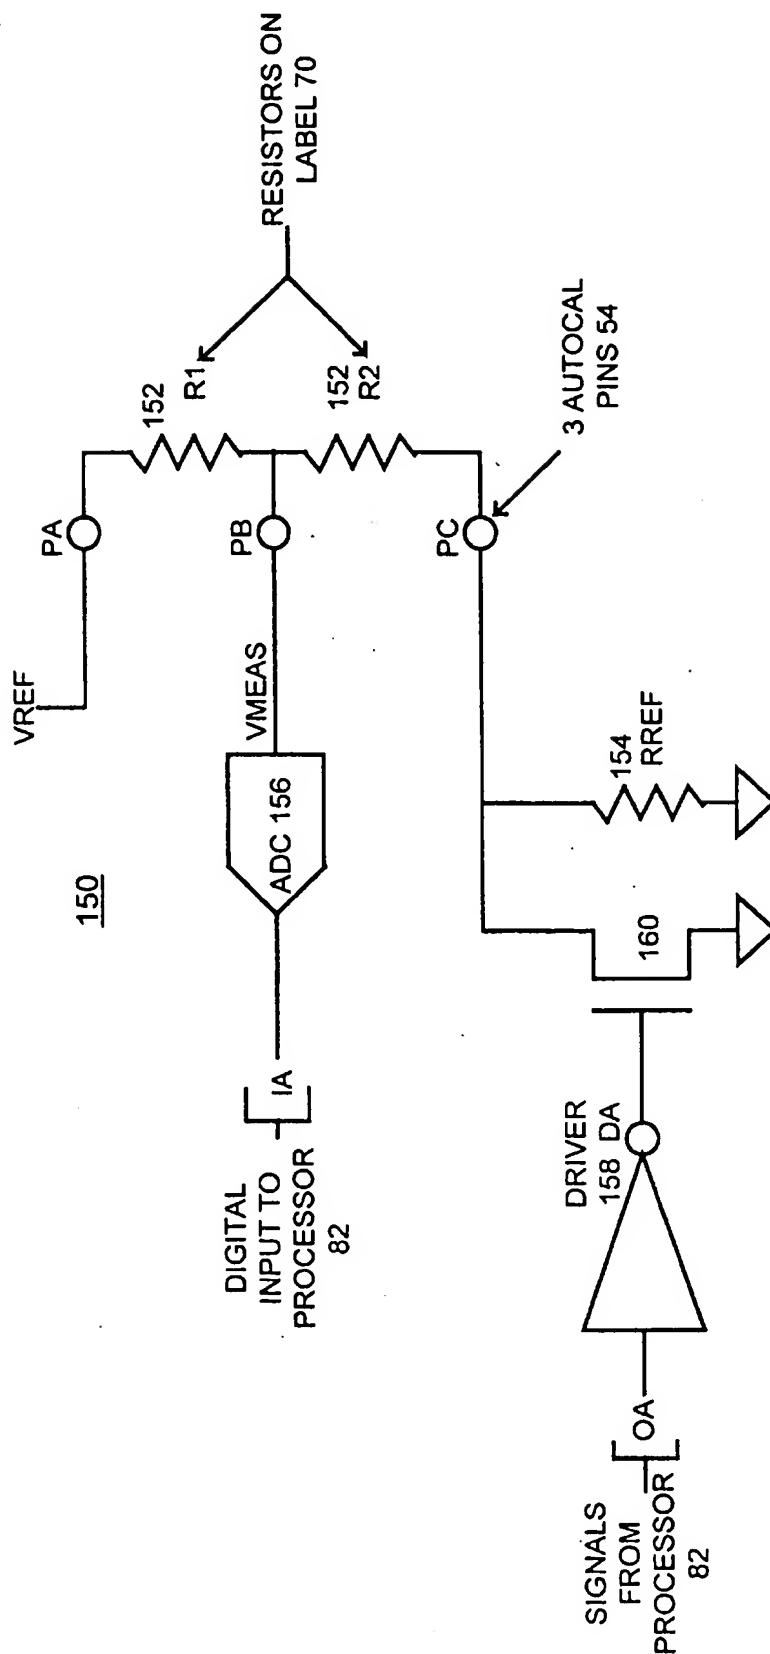 150
VREF
PA
152
R1
RESISTORS ON
LABEL 70
DIGITAL
INPUT TO
PROCESSOR
82
IA
ADC 156
VMEAS
PB
152
R2
SIGNALS
FROM
PROCESSOR
82
OA
DRIVER
158 DA
160
154
RREF
PC
3 AUTOCAL
PINS 54